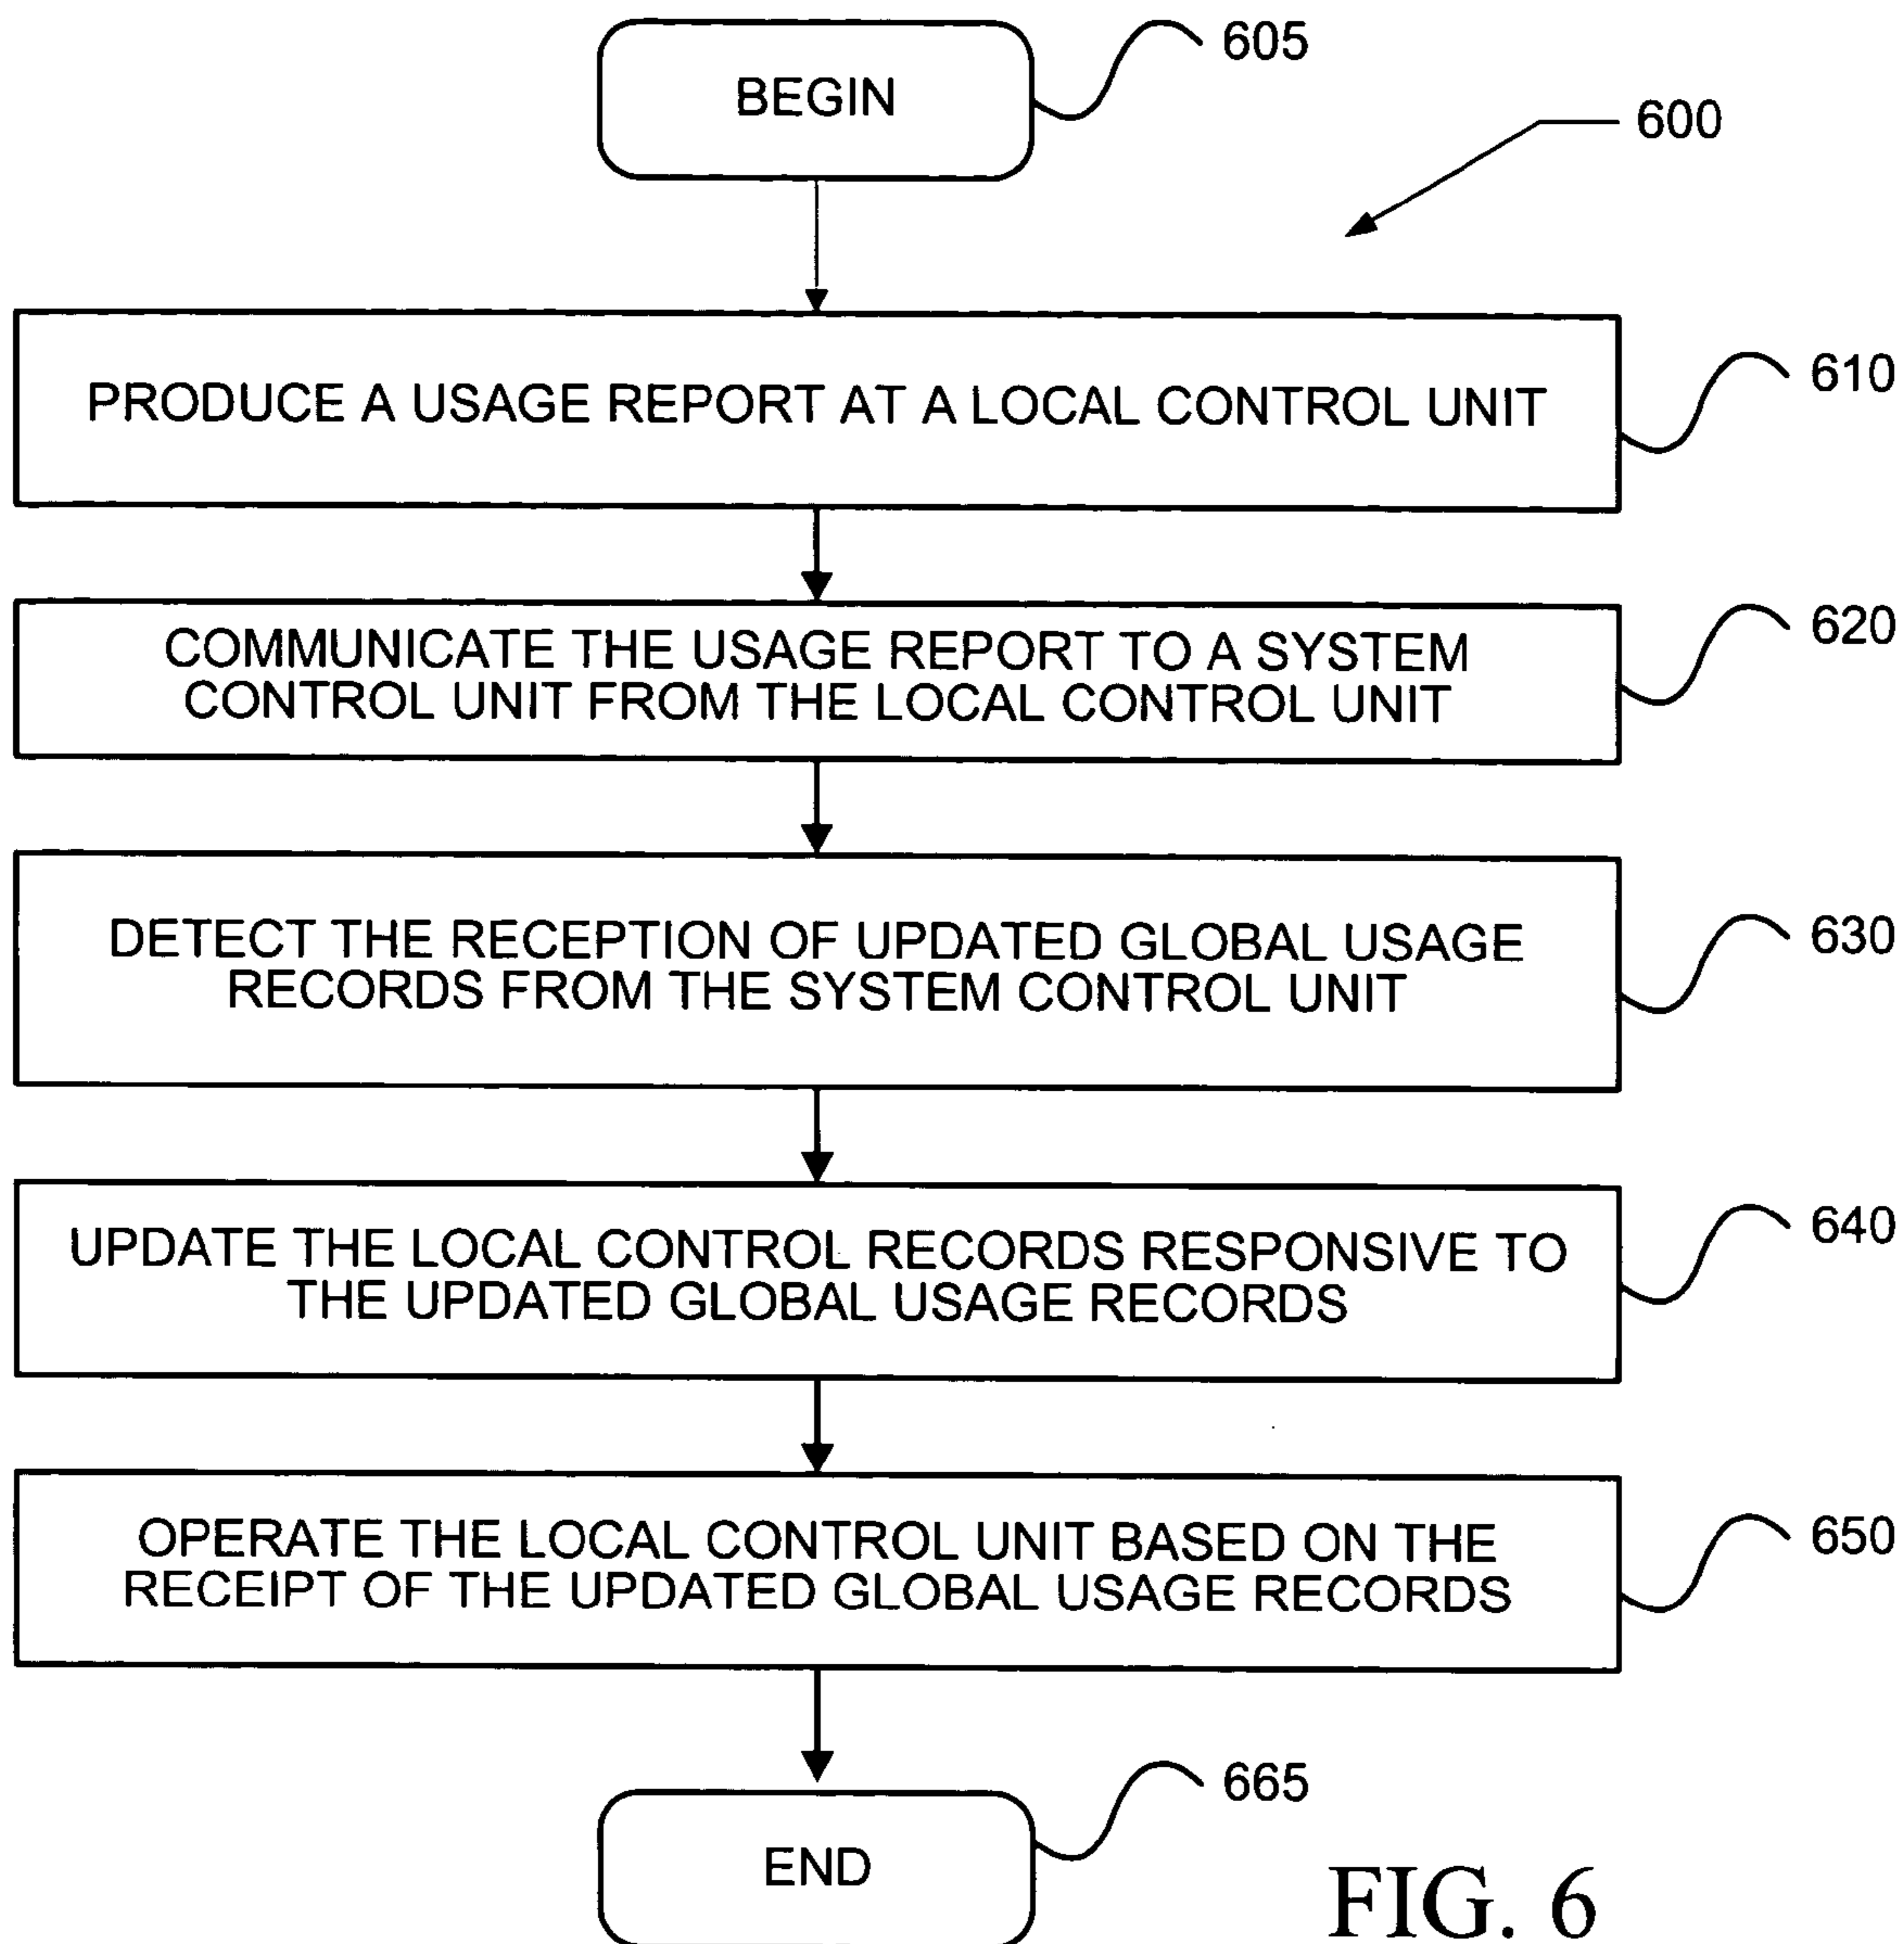 BEGIN
605
600
PRODUCE A USAGE REPORT AT A LOCAL CONTROL UNIT
610
COMMUNICATE THE USAGE REPORT TO A SYSTEM
CONTROL UNIT FROM THE LOCAL CONTROL UNIT
620
DETECT THE RECEPTION OF UPDATED GLOBAL USAGE
RECORDS FROM THE SYSTEM CONTROL UNIT
630
UPDATE THE LOCAL CONTROL RECORDS RESPONSIVE TO
THE UPDATED GLOBAL USAGE RECORDS
640
OPERATE THE LOCAL CONTROL UNIT BASED ON THE
RECEIPT OF THE UPDATED GLOBAL USAGE RECORDS
650
END
665
FIG. 6